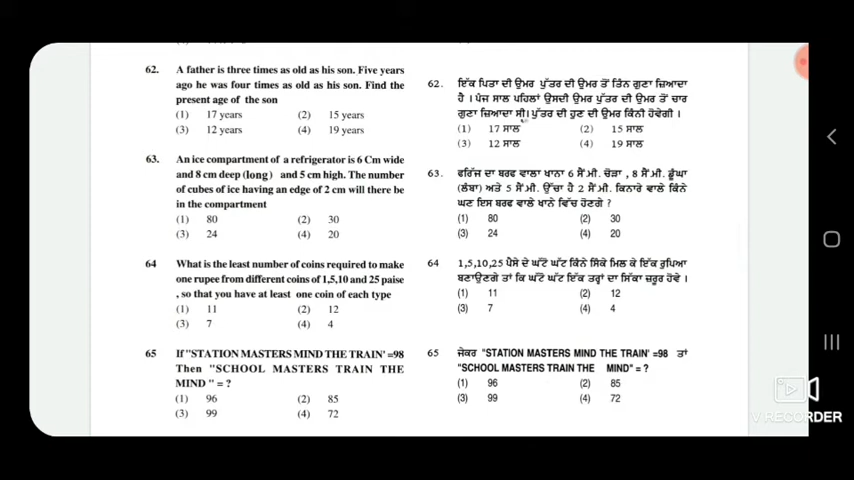 62. A father is three times as old as his son. Five years
ago he was four times as old as his son. Find the
present age of the son
(1) 17 years (2) 15 years
(3) 12 years (4) 19 years
63. An ice compartment of a refrigerator is 6 Cm wide
and 8 cm deep (long) and 5 cm high. The number
of cubes of ice having an edge of 2 cm will there be
in the compartment
(1) 80 (2) 30
(3) 24 (4) 20
64 What is the least number of coins required to make
one rupee from different coins of 1,5,10 and 25 paise
, so that you have at least one coin of each type
(1) 11 (2) 12
(3) 7 (4) 4
65 If "STATION MASTERS MIND THE TRAIN' =98
Then "SCHOOL MASTERS TRAIN THE
MIND " = ?
(1) 96 (2) 85
(3) 99 (4) 72
62. ਇੱਕ ਪਿਤਾ ਦੀ ਉਮਰ ਪੁੱਤਰ ਦੀ ਉਮਰ ਤੋਂ ਤਿੰਨ ਗੁਣਾ ਜ਼ਿਆਦਾ
ਹੈ । ਪੰਜ ਸਾਲ ਪਹਿਲਾਂ ਉਸਦੀ ਉਮਰ ਪੁੱਤਰ ਦੀ ਉਮਰ ਤੋਂ ਚਾਰ
ਗੁਣਾ ਜ਼ਿਆਦਾ ਸੀ। ਪੁੱਤਰ ਦੀ ਹੁਣ ਦੀ ਉਮਰ ਕਿੰਨੀ ਹੋਵੇਗੀ ।
(1) 17 ਸਾਲ (2) 15 ਸਾਲ
(3) 12 ਸਾਲ (4) 19 ਸਾਲ
63. ਫਰਿੱਜ ਦਾ ਬਰਫ ਵਾਲਾ ਖਾਨਾ 6 ਸੈਂ ਮੀ. ਚੋੜਾ , 8 ਸੈਂ ਮੀ. ਡੂੰਘਾ
(ਲੰਬਾ) ਅਤੇ 5 ਸੈਂ ਮੀ. ਉੱਚਾ ਹੈ 2 ਸੈਂ ਮੀ. ਕਿਨਾਰੇ ਵਾਲੇ ਕਿੰਨੇ
ਘਣ ਇਸ ਬਰਫ ਵਾਲੇ ਖਾਨੇ ਵਿੱਚ ਹੋਣਗੇ ?
(1) 80 (2) 30
(3) 24 (4) 20
64 1,5,10,25 ਪੈਸੇ ਦੇ ਘੱਟੋ ਘੱਟ ਕਿੰਨੇ ਸਿੱਕੇ ਮਿਲ ਕੇ ਇਕ ਰੁਪਿਆ
ਬਣਾਉਣਗੇ ਤਾਂ ਕਿ ਘੱਟੋ ਘੱਟ ਇਕ ਤਰ੍ਹਾਂ ਦਾ ਸਿੱਕਾ ਜ਼ਰੂਰ ਹੋਵੇ ।
(1) 11 (2) 12
(3) 7 (4) 4
65 ਜੇਕਰ "STATION MASTERS MIND THE TRAIN' =98 ਤਾਂ
"SCHOOL MASTERS TRAIN THE MIND" = ?
(1) 96 (2) 85
(3) 99 (4) 72
V RECORDER